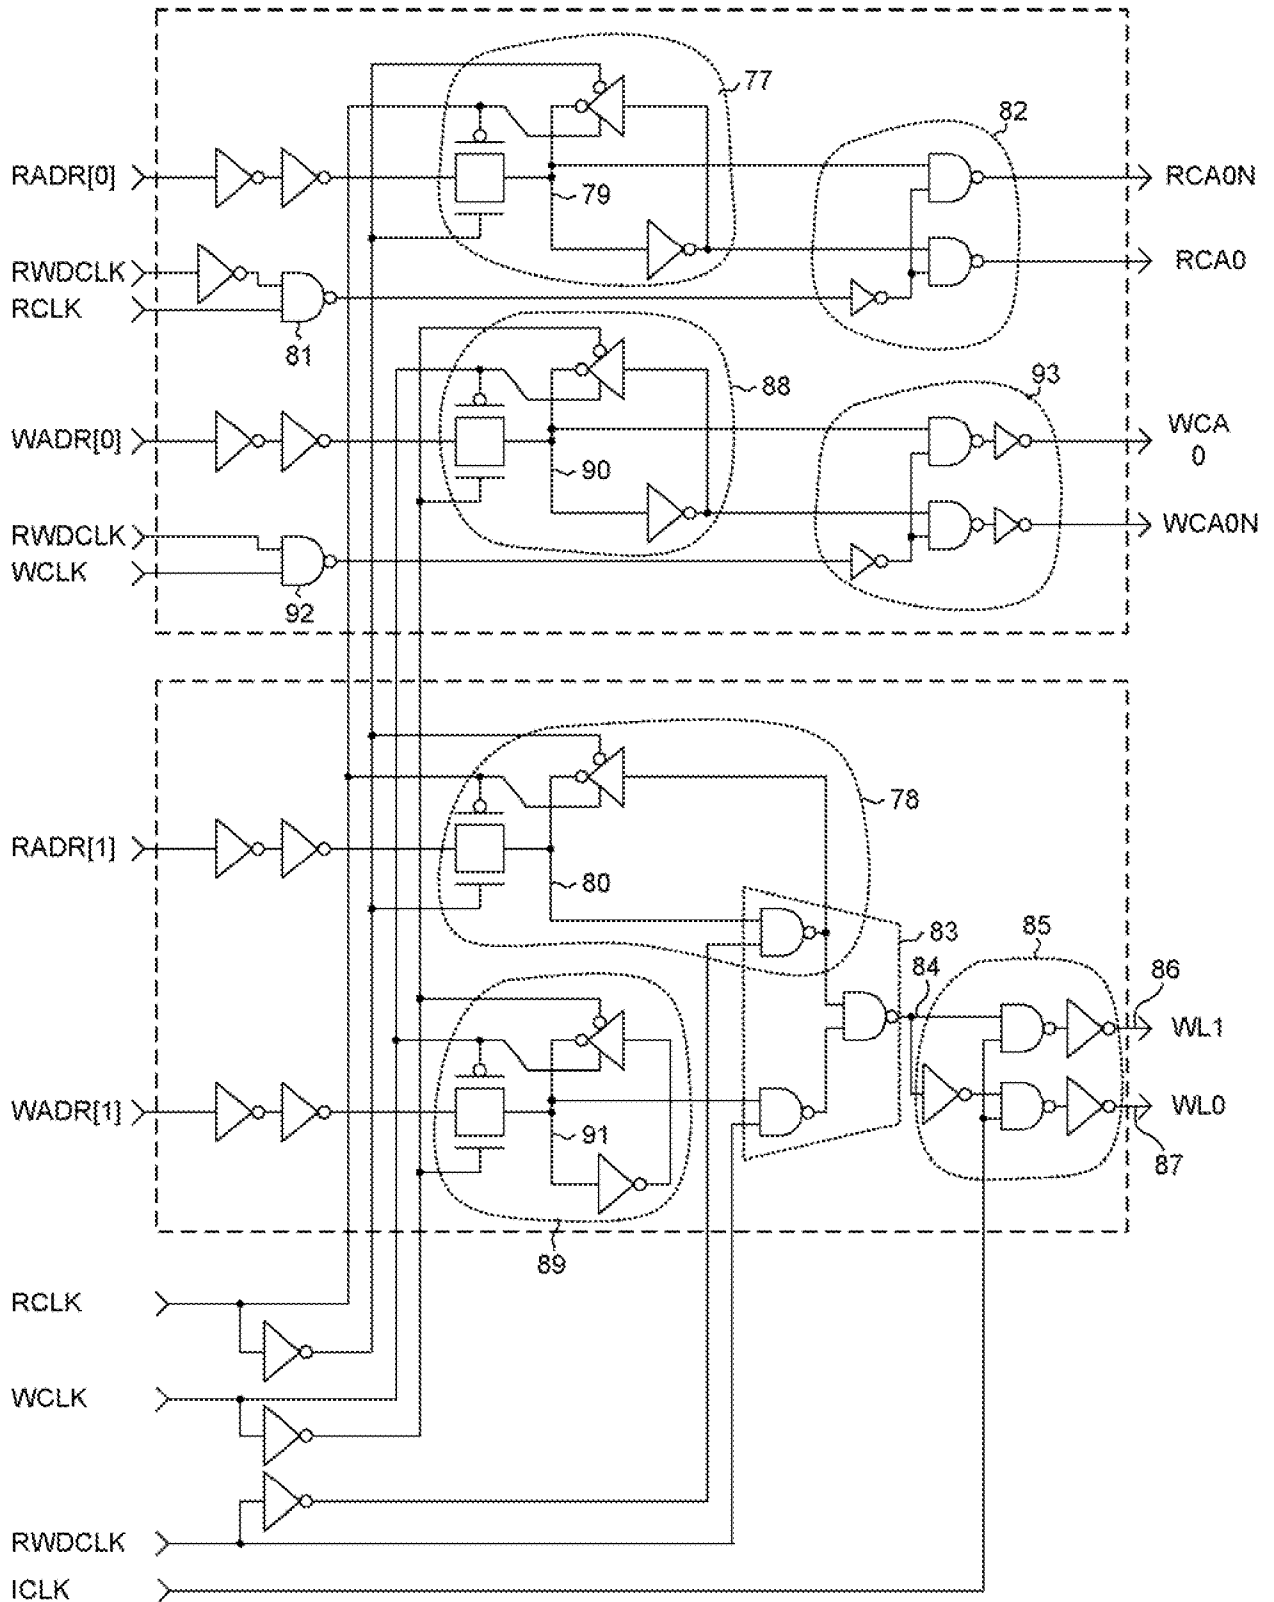 77
82
RADR[0]
79
RCA0N
RWDCLK
RCA0
RCLK
81
88
93
WADR[0]
90
WCA
0
RWDCLK
WCA0N
WCLK
92
78
RADR[1]
80
83
84
85
86
WL1
WADR[1]
91
WL0
87
89
RCLK
WCLK
RWDCLK
ICLK